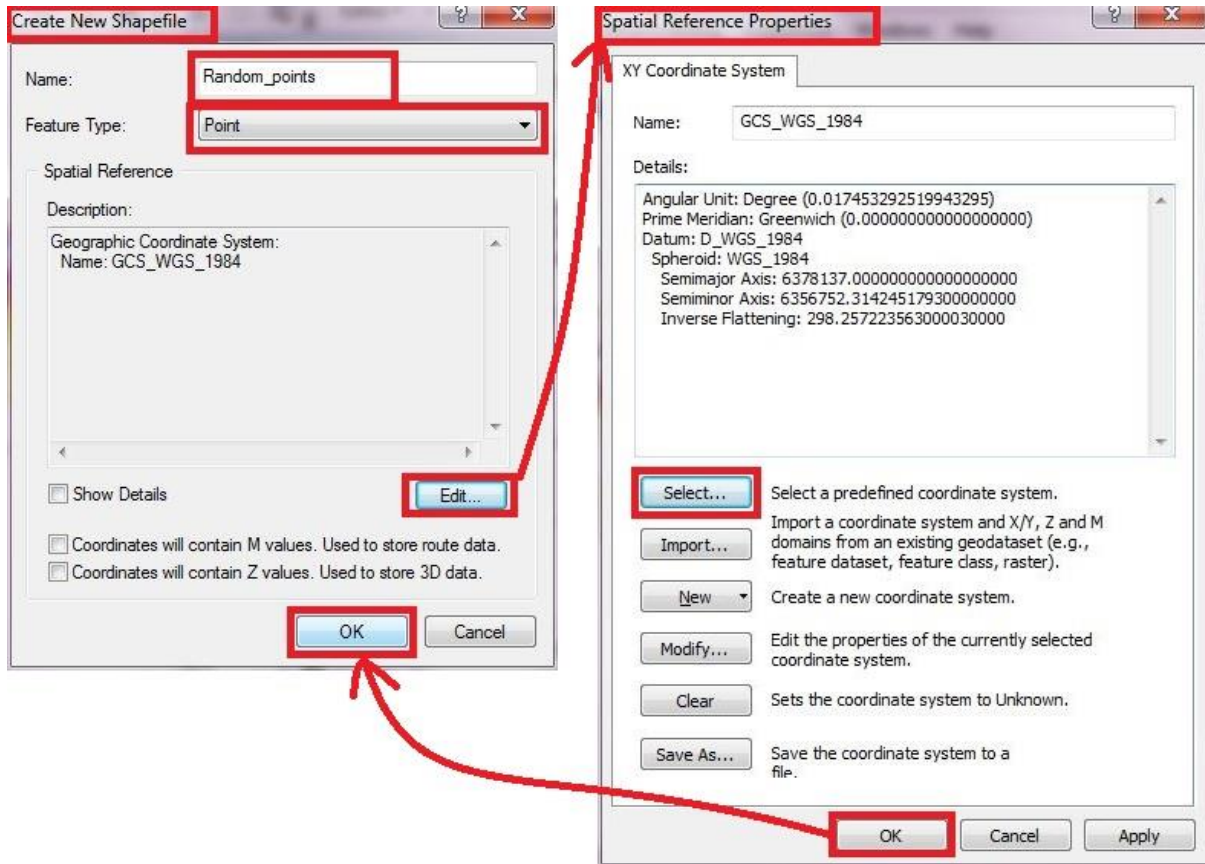 Create New Shapefile
Name:
Random_points
Feature Type:
Point
Spatial Reference
Description:
Geographic Coordinate System:
Name: GCS_WGS_1984
Show Details
Edit...
Coordinates will contain M values. Used to store route data.
Coordinates will contain Z values. Used to store 3D data.
OK
Cancel
Spatial Reference Properties
Help
XY Coordinate System
Name:
GCS_WGS_1984
Details:
Angular Unit: Degree (0.017453292519943295)
Prime Meridian: Greenwich (0.000000000000000000)
Datum: D_WGS_1984
Spheroid: WGS_1984
Semimajor Axis: 6378137.000000000000000000
Semiminor Axis: 6356752.314245179300000000
Inverse Flattening: 298.257223563000030000
Select...
Select a predefined coordinate system.
Import...
Import a coordinate system and X/Y, Z and M
domains from an existing geodataset (e.g.,
feature dataset, feature class, raster).
New
Create a new coordinate system.
Modify...
Edit the properties of the currently selected
coordinate system.
Clear
Sets the coordinate system to Unknown.
Save As...
Save the coordinate system to a
file.
OK
Cancel
Apply